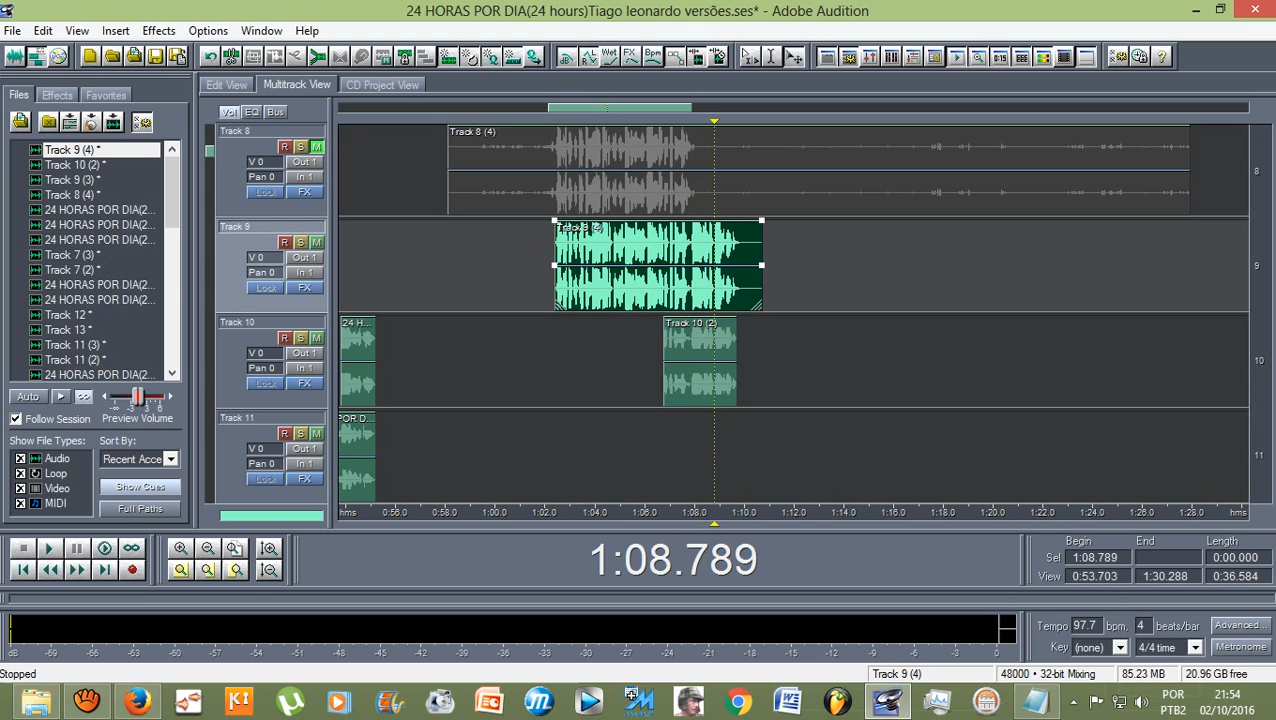 24 HORAS POR DIA(24 hours)Tiago leonardo versões.ses* - Adobe Audition
File Edit View Insert Effects Options Window Help
Edit View Multitrack View CD Project View
Files Effects Favorites
Vol EQ Bus
Track 9 (4) *
Track 10 (2) *
Track 9 (3) *
Track 8 (4) *
24 HORAS POR DIA(2...
24 HORAS POR DIA(2...
24 HORAS POR DIA(2...
Track 7 (3) *
Track 7 (2) *
24 HORAS POR DIA(2...
24 HORAS POR DIA(2...
Track 12 *
Track 13 *
Track 11 (3) *
Track 11 (2) *
24 HORAS POR DIA(2...
Auto
-∞ -3 3 6
Follow Session Preview Volume
Show File Types: Sort By:
Audio Recent Acce
Loop
Video Show Cues
MIDI Full Paths
Track 8
R S M
V 0 Out 1
Pan 0 In 1
Lock FX
Track 8 (4)
8
Track 9
R S M
V 0 Out 1
Pan 0 In 1
Lock FX
9
Track 10
R S M
V 0 Out 1
Pan 0 In 1
Lock FX
24 H...
Track 10 (2)
10
Track 11
R S M
V 0 Out 1
Pan 0 In 1
Lock FX
POR D...
11
hms 0:56.0 0:58.0 1:00.0 1:02.0 1:04.0 1:06.0 1:08.0 1:10.0 1:12.0 1:14.0 1:16.0 1:18.0 1:20.0 1:22.0 1:24.0 1:26.0 1:28.0 hms
1:08.789
Begin End Length
Sel 1:08.789 0:00.000
View 0:53.703 1:30.288 0:36.584
dB -75 -72 -69 -66 -63 -60 -57 -54 -51 -48 -45 -42 -39 -36 -33 -30 -27 -24 -21 -18 -15 -12 -9 -6 -3 0
Tempo 97.7 bpm, 4 beats/bar Advanced...
Key (none) 4/4 time Metronome
Stopped Track 9 (4) 48000 • 32-bit Mixing 85.23 MB 20.96 GB free
POR 21:54
PTB2 02/10/2016